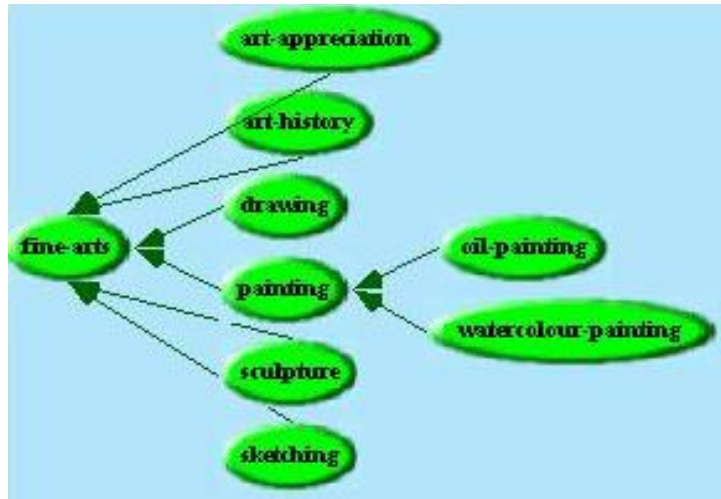 art-appreciation
art-history
drawing
fine-arts
oil-painting
painting
watercolour-painting
sculpture
sketching